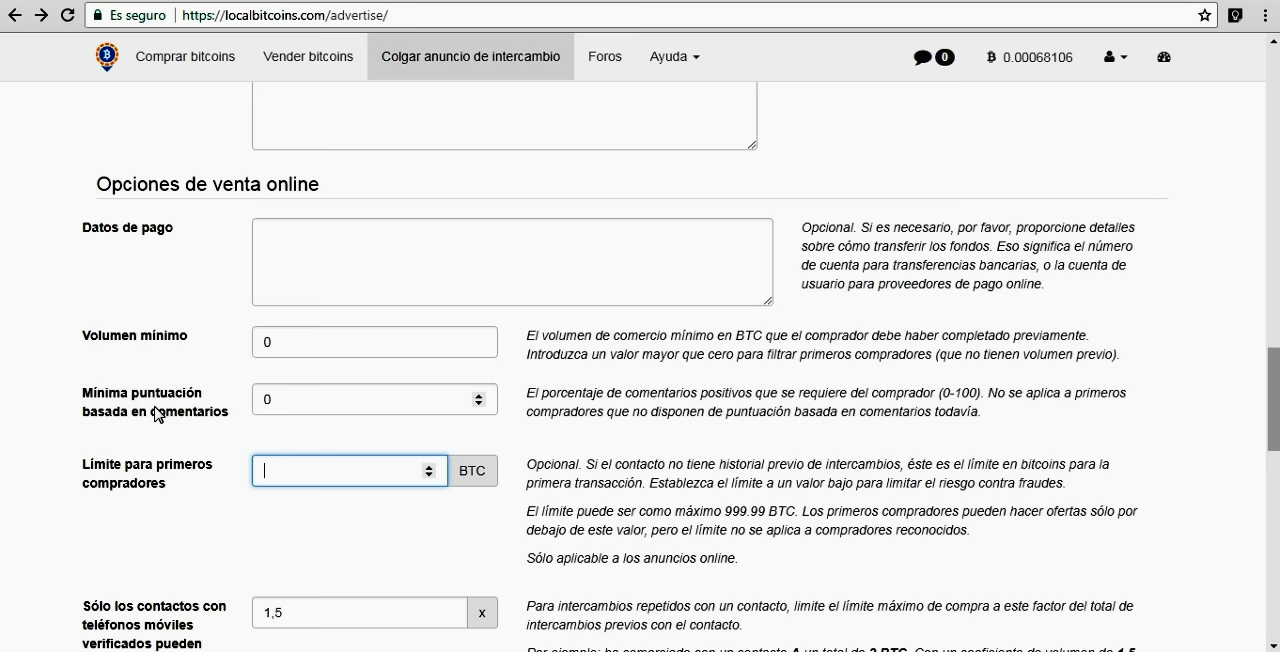 Es seguro | https://localbitcoins.com/advertise/
Comprar bitcoins Vender bitcoins Colgar anuncio de intercambio Foros Ayuda 0 0.00068106
Opciones de venta online
Datos de pago
Opcional. Si es necesario, por favor, proporcione detalles
sobre cómo transferir los fondos. Eso significa el número
de cuenta para transferencias bancarias, o la cuenta de
usuario para proveedores de pago online.
Volumen mínimo
0
El volumen de comercio mínimo en BTC que el comprador debe haber completado previamente.
Introduzca un valor mayor que cero para filtrar primeros compradores (que no tienen volumen previo).
Mínima puntuación
basada en comentarios
0
El porcentaje de comentarios positivos que se requiere del comprador (0-100). No se aplica a primeros
compradores que no disponen de puntuación basada en comentarios todavía.
Límite para primeros
compradores
BTC
Opcional. Si el contacto no tiene historial previo de intercambios, éste es el límite en bitcoins para la
primera transacción. Establezca el límite a un valor bajo para limitar el riesgo contra fraudes.
El límite puede ser como máximo 999.99 BTC. Los primeros compradores pueden hacer ofertas sólo por
debajo de este valor, pero el límite no se aplica a compradores reconocidos.
Sólo aplicable a los anuncios online.
Sólo los contactos con
teléfonos móviles
verificados pueden
1,5 x
Para intercambios repetidos con un contacto, limite el límite máximo de compra a este factor del total de
intercambios previos con el contacto.